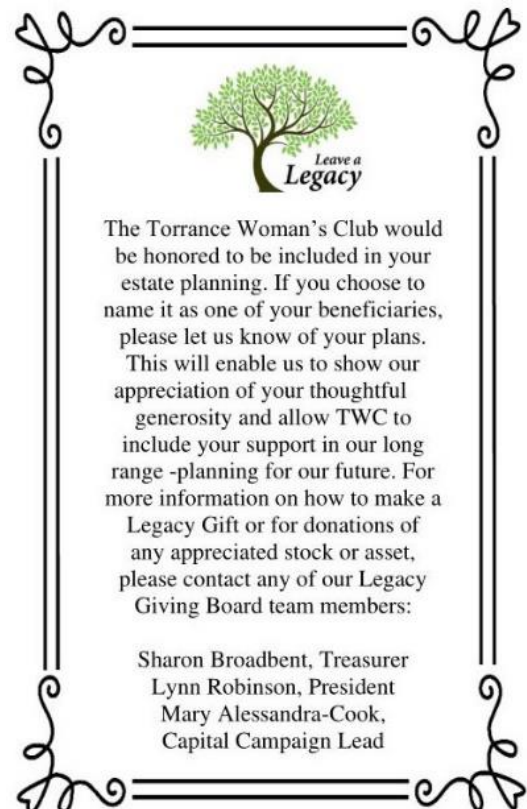 Leave a
Legacy
The Torrance Woman's Club would
be honored to be included in your
estate planning. If you choose to
name it as one of your beneficiaries,
please let us know of your plans.
This will enable us to show our
appreciation of your thoughtful
generosity and allow TWC to
include your support in our long
range -planning for our future. For
more information on how to make a
Legacy Gift or for donations of
any appreciated stock or asset,
please contact any of our Legacy
Giving Board team members:
Sharon Broadbent, Treasurer
Lynn Robinson, President
Mary Alessandra-Cook,
Capital Campaign Lead